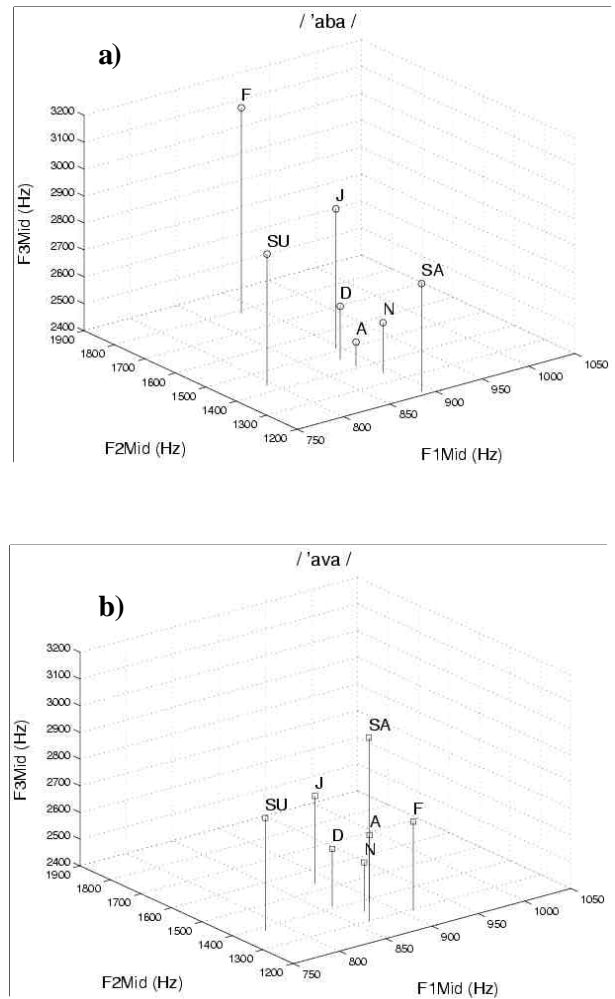 / 'aba /
a)
F
J
SU
SA
D
N
A
3200
3100
3000
2900
2800
2700
2600
2500
2400
F3Mid (Hz)
1900
1800
1700
1600
1500
1400
1300
1200
F2Mid (Hz)
750
800
850
900
950
1000
1050
F1Mid (Hz)
/ 'ava /
b)
SA
J
SU
F
A
D
N
3200
3100
3000
2900
2800
2700
2600
2500
2400
F3Mid (Hz)
1900
1800
1700
1600
1500
1400
1300
1200
F2Mid (Hz)
750
800
850
900
950
1000
1050
F1Mid (Hz)